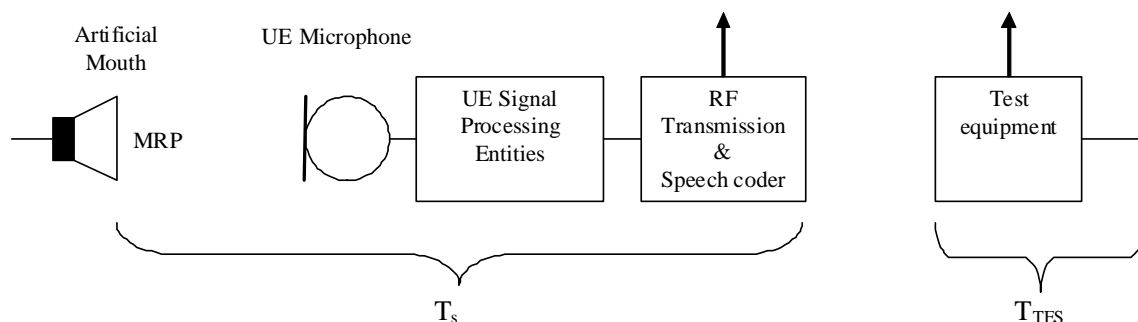 Artificial
Mouth
MRP
UE Microphone
UE Signal
Processing
Entities
RF
Transmission
&
Speech coder
Test
equipment
Ts
TTES